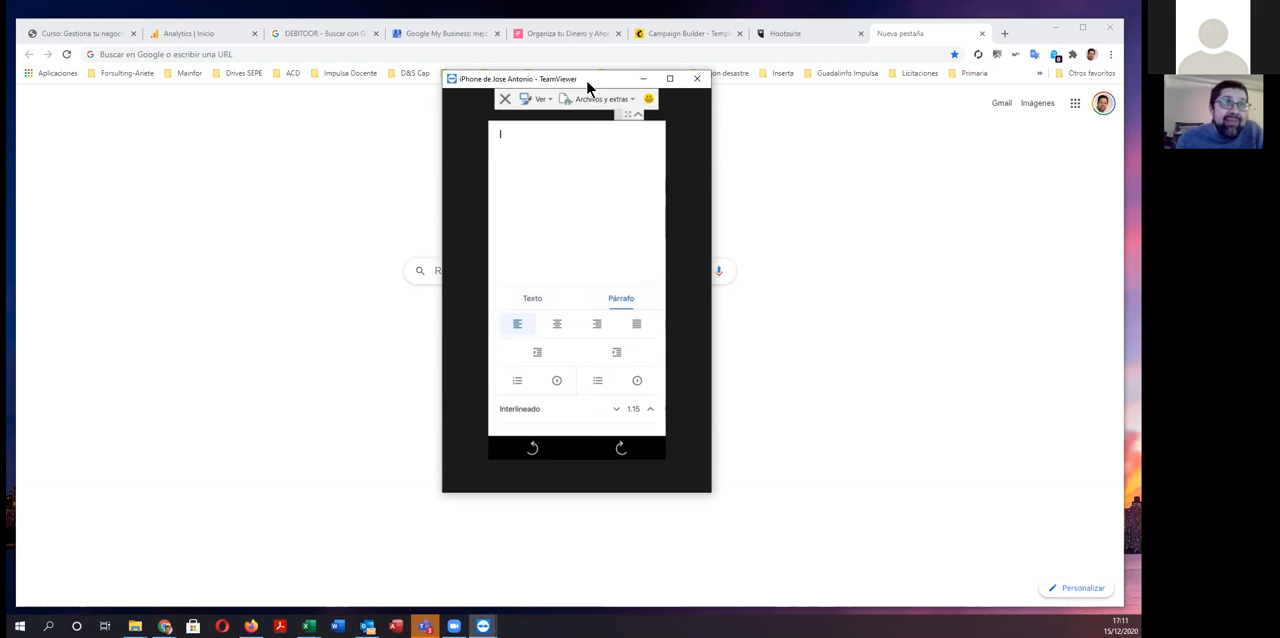 Curso: Gestiona tu negoc
Analytics | Inicio
DEBITOOR - Buscar con G
Google My Business: mej
Organiza tu Dinero y Aho
Campaign Builder - Templ
Hootsuite
Nueva pestaña
Buscar en Google o escribir una URL
Aplicaciones
Forsulting-Ariete
Mainfor
Drives SEPE
ACD
Impulsa Docente
D&S Cap
ión desastre
Inserta
Guadalinfo Impulsa
Licitaciones
Primaria
Otros favoritos
iPhone de Jose Antonio - TeamViewer
Ver
Archivos y extras
Gmail
Imágenes
Texto
Párrafo
Interlineado
1.15
Personalizar
17:11
15/12/2020